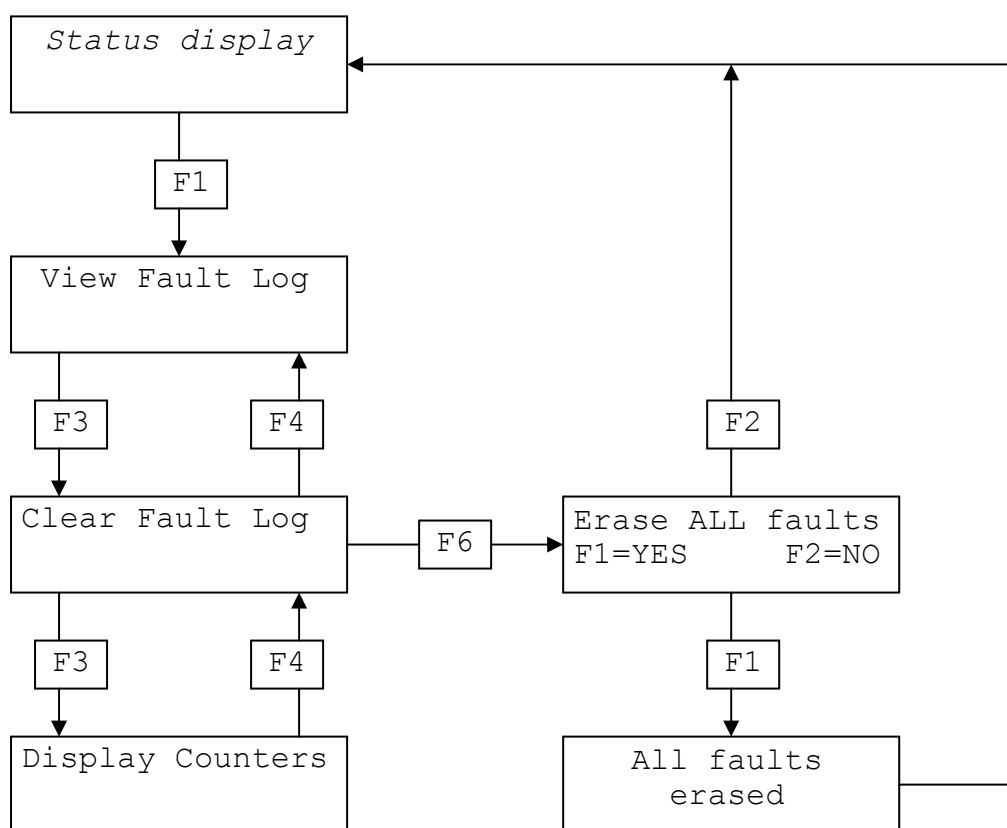 Status display
F1
View Fault Log
F3
F4
F2
Clear Fault Log
F6
Erase ALL faults
F1=YES F2=NO
F3
F4
F1
Display Counters
All faults
erased